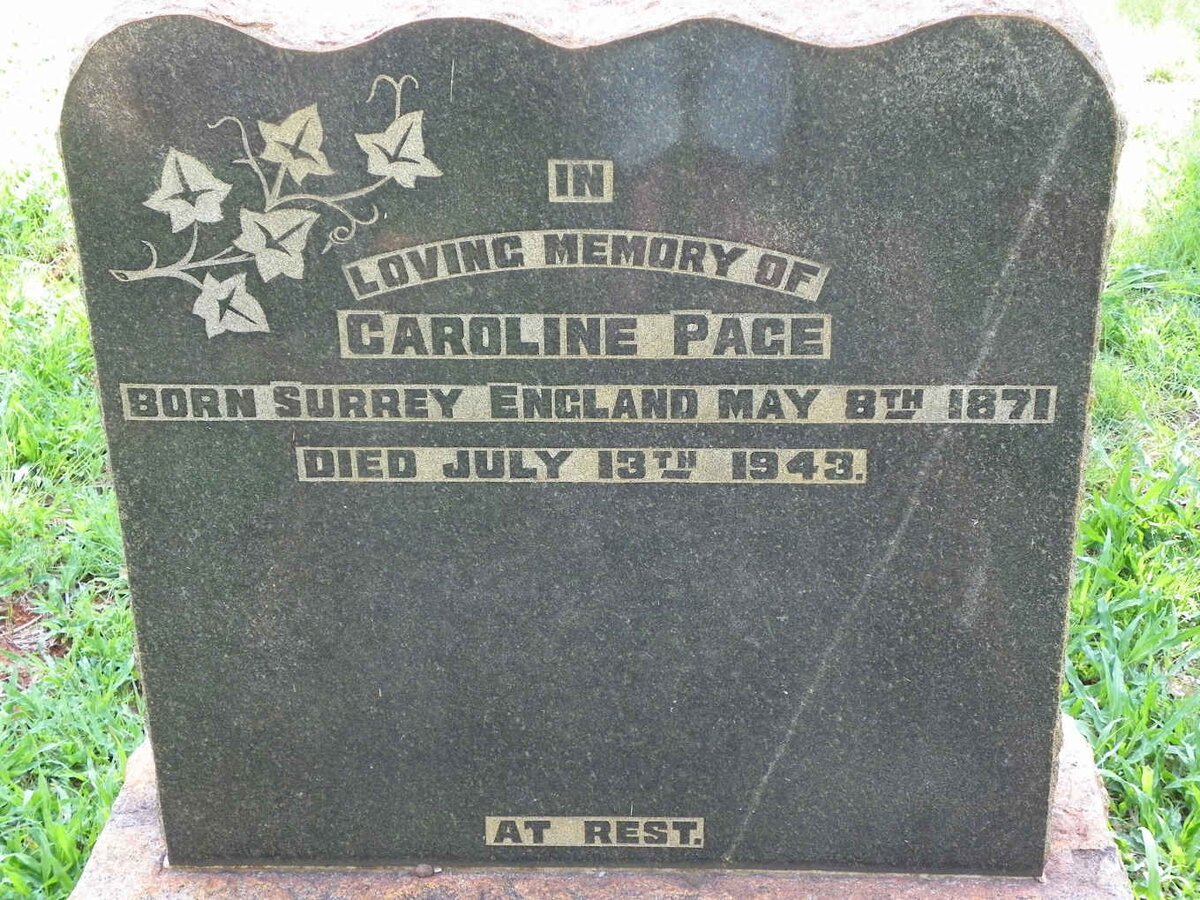 IN
LOVING MEMORY OF
CAROLINE PAGE
BORN SURREY ENGLAND MAY 8TH 1871
DIED JULY 13TH 1943.
AT REST.